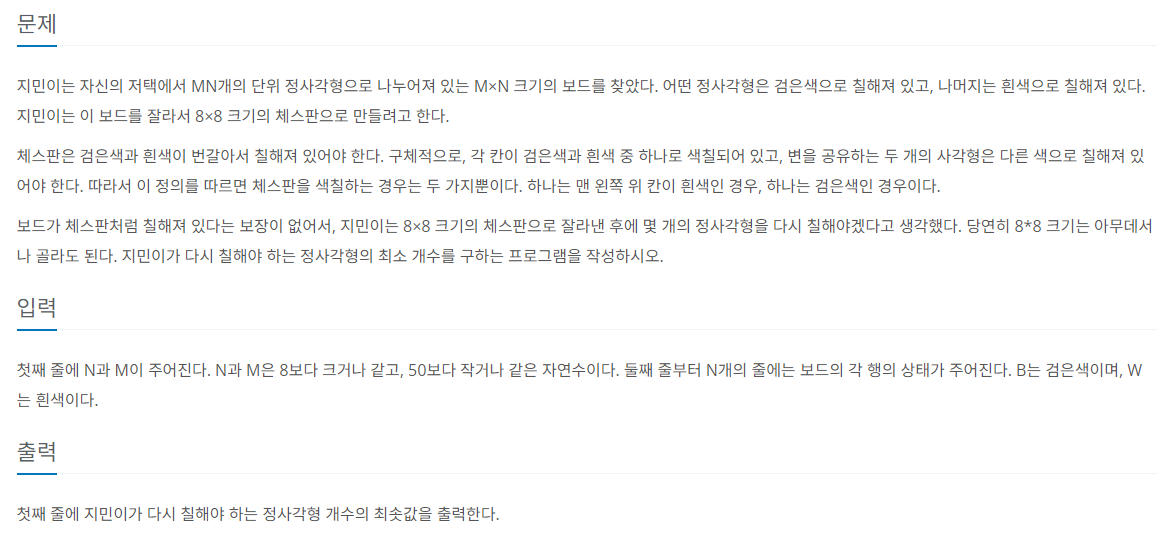 문제
지민이는 자신의 저택에서 MN개의 단위 정사각형으로 나누어져 있는 M×N 크기의 보드를 찾았다. 어떤 정사각형은 검은색으로 칠해져 있고, 나머지는 흰색으로 칠해져 있다.
지민이는 이 보드를 잘라서 8×8 크기의 체스판으로 만들려고 한다.
체스판은 검은색과 흰색이 번갈아서 칠해져 있어야 한다. 구체적으로, 각 칸이 검은색과 흰색 중 하나로 색칠되어 있고, 변을 공유하는 두 개의 사각형은 다른 색으로 칠해져 있
어야 한다. 따라서 이 정의를 따르면 체스판을 색칠하는 경우는 두 가지뿐이다. 하나는 맨 왼쪽 위 칸이 흰색인 경우, 하나는 검은색인 경우이다.
보드가 체스판처럼 칠해져 있다는 보장이 없어서, 지민이는 8×8 크기의 체스판으로 잘라낸 후에 몇 개의 정사각형을 다시 칠해야겠다고 생각했다. 당연히 8*8 크기는 아무데서
나 골라도 된다. 지민이가 다시 칠해야 하는 정사각형의 최소 개수를 구하는 프로그램을 작성하시오.
입력
첫째 줄에 N과 M이 주어진다. N과 M은 8보다 크거나 같고, 50보다 작거나 같은 자연수이다. 둘째 줄부터 N개의 줄에는 보드의 각 행의 상태가 주어진다. B는 검은색이며, W
는 흰색이다.
출력
첫째 줄에 지민이가 다시 칠해야 하는 정사각형 개수의 최솟값을 출력한다.